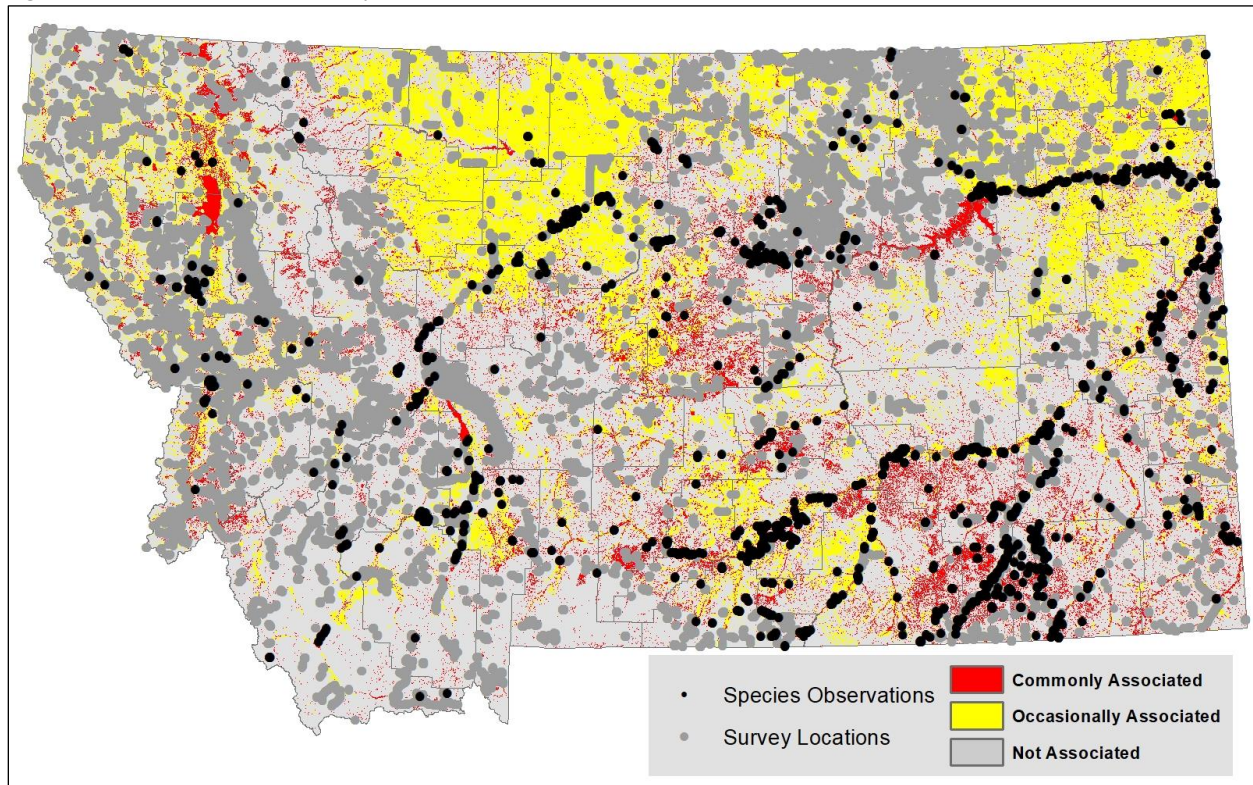 Species Observations
Survey Locations
Commonly Associated
Occasionally Associated
Not Associated